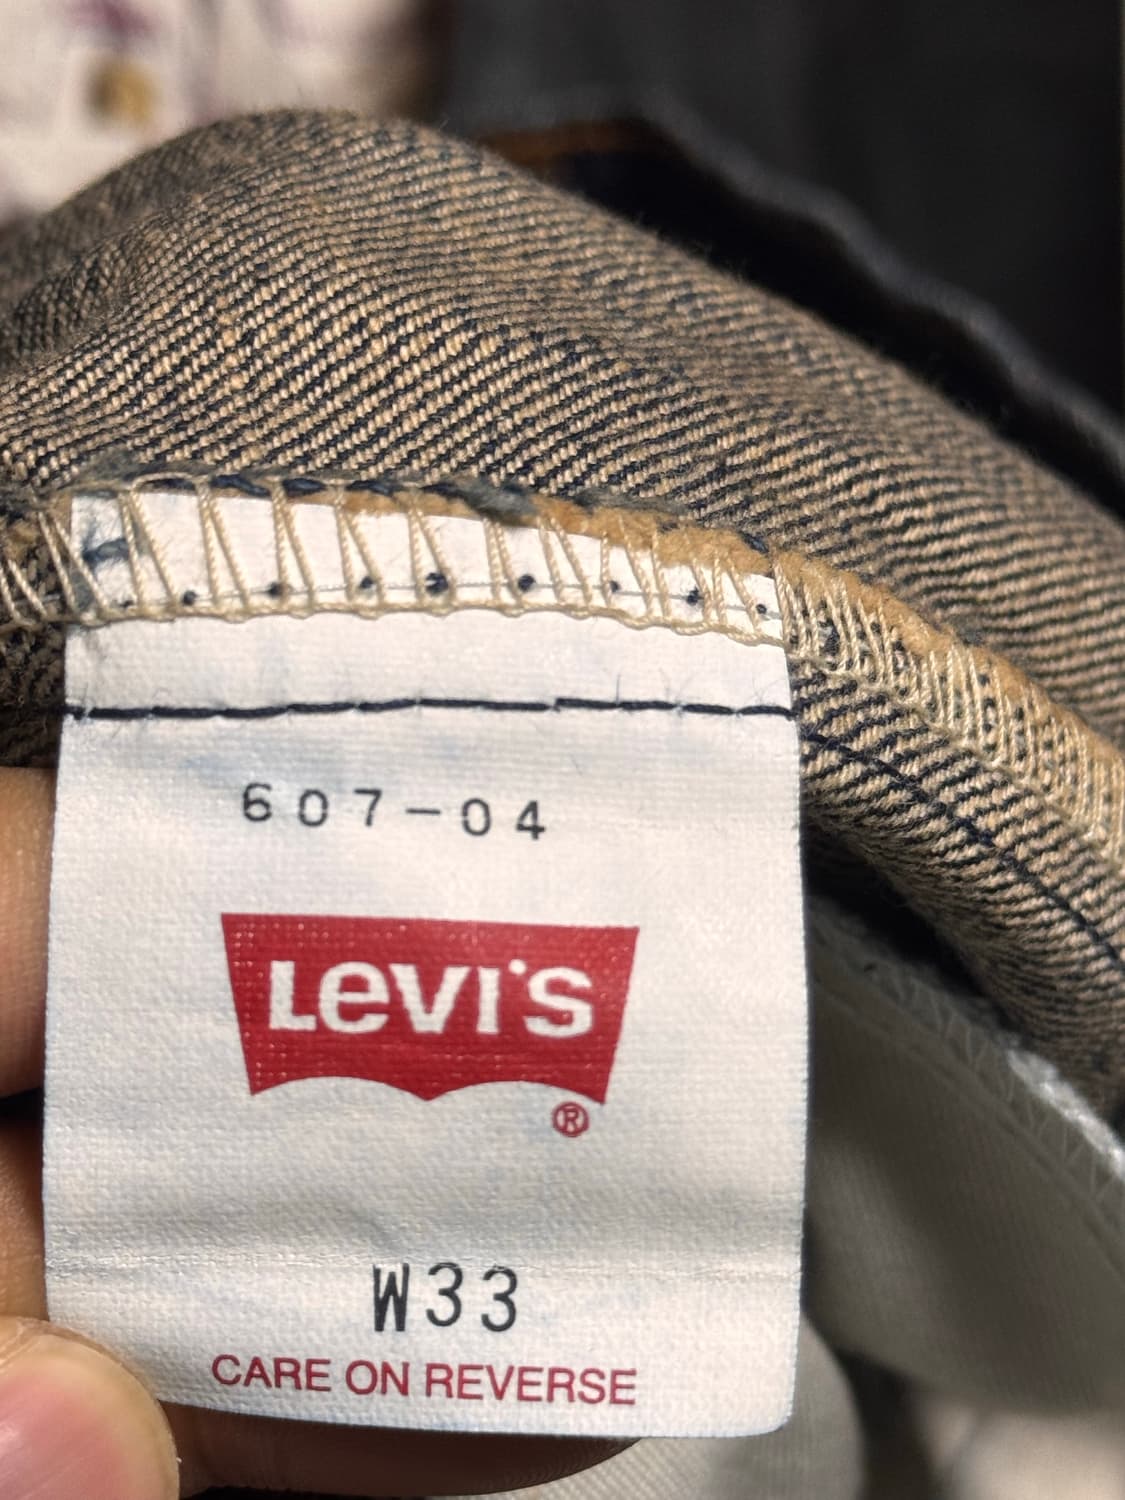 607-04
LEVI'S
®
W33
CARE ON REVERSE